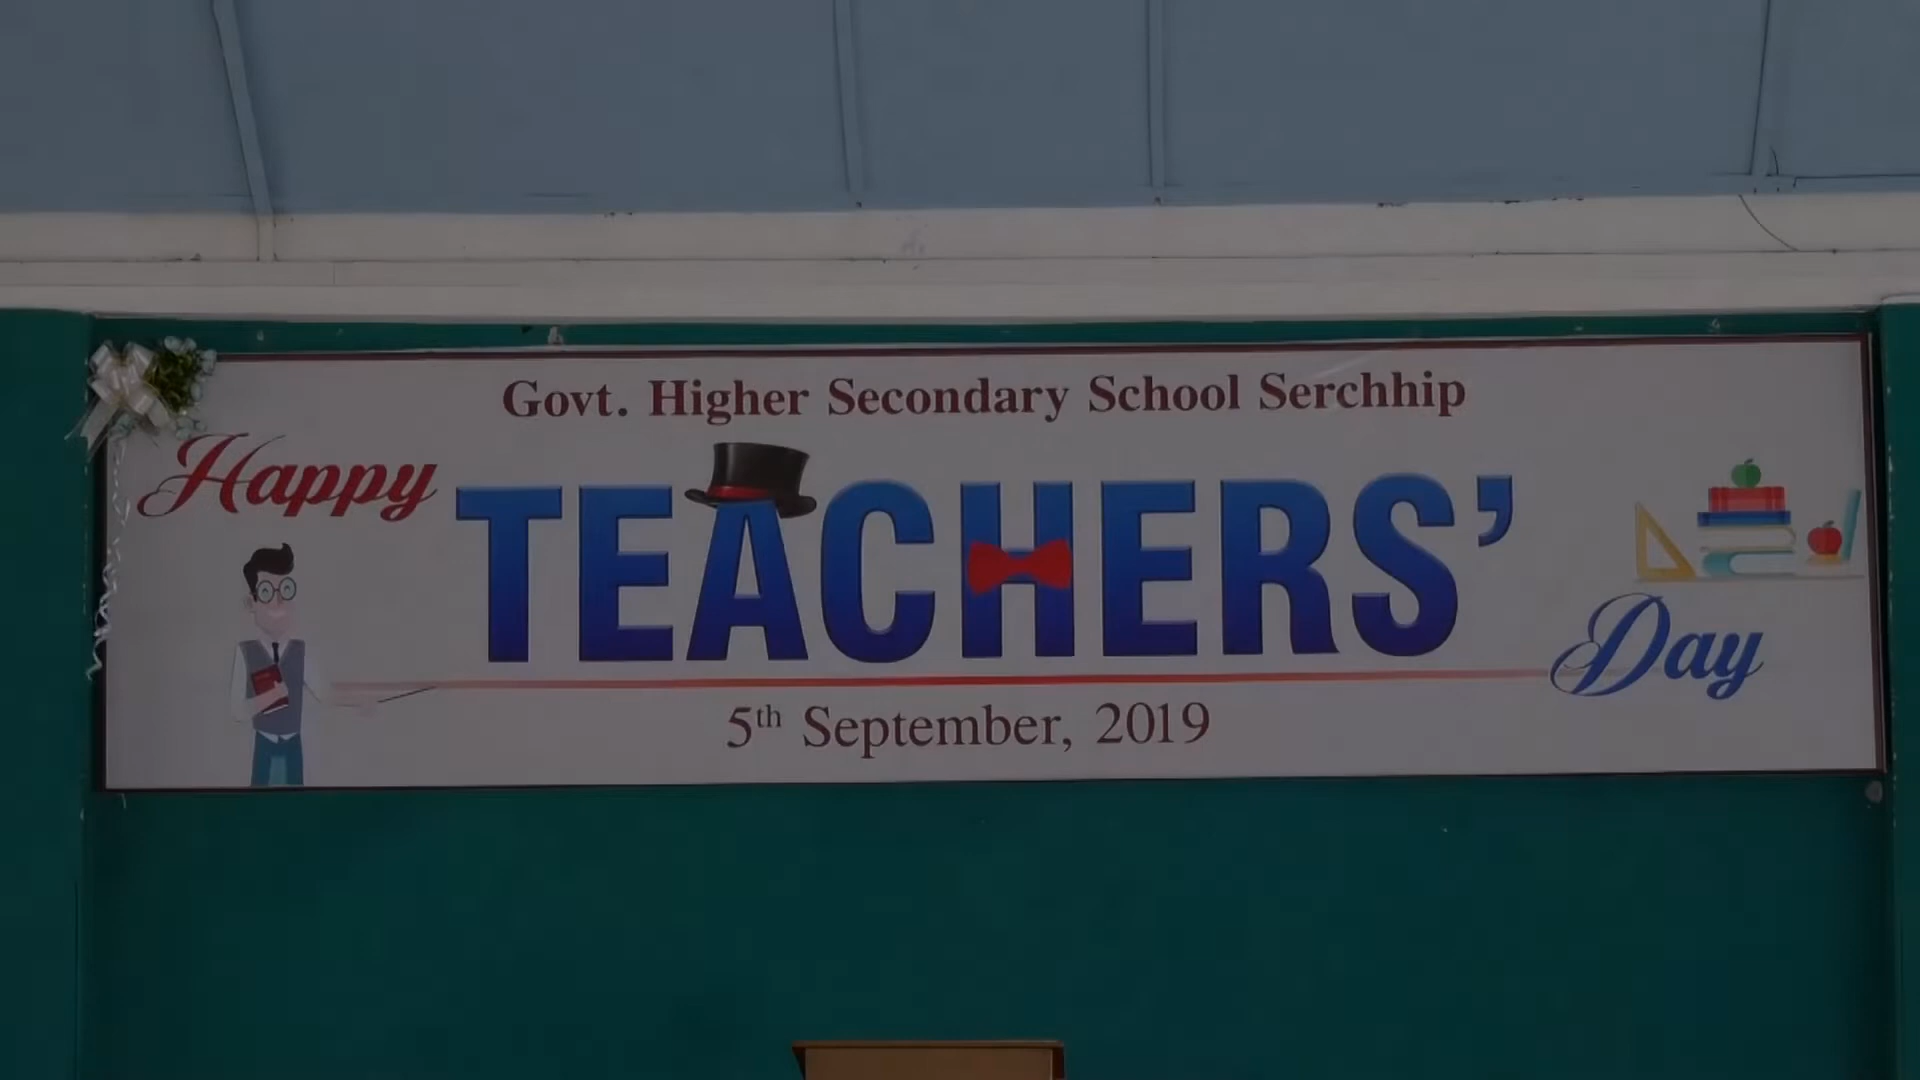 Govt. Higher Secondary School Serchhip
Happy
TEACHERS’
Day
5th September, 2019